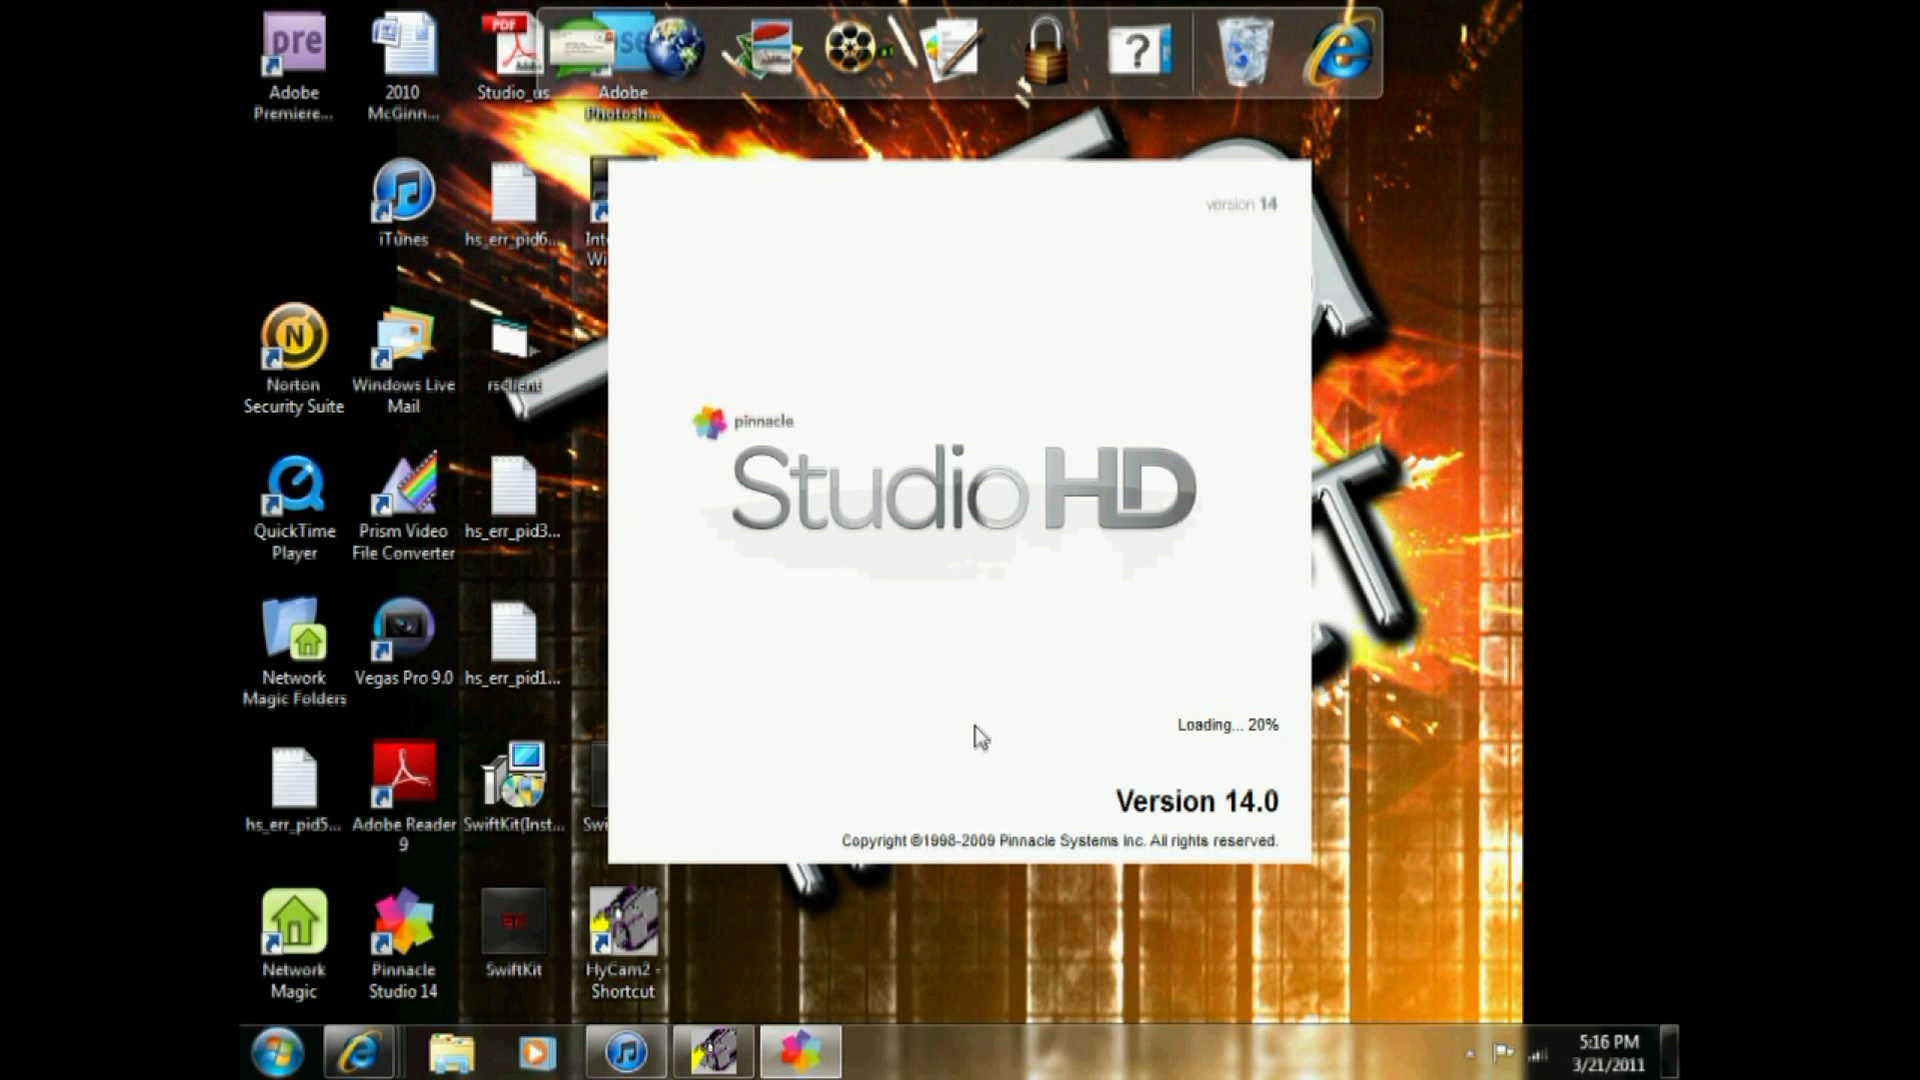 pre
PDF
Adobe
Premiere...
2010
McGinn...
Studio_us
Adobe
Photosh...
iTunes
hs_err_pid6...
version 14
N
Norton
Security Suite
Windows Live
Mail
rsclient
pinnacle
Studio HD
QuickTime
Player
Prism Video
File Converter
hs_err_pid3...
Network
Magic Folders
Vegas Pro 9.0
hs_err_pid1...
Loading... 20%
Version 14.0
Copyright ©1998-2009 Pinnacle Systems Inc. All rights reserved.
hs_err_pid5...
Adobe Reader
9
SwiftKit(Inst...
Network
Magic
Pinnacle
Studio 14
SwiftKit
HyCam2 -
Shortcut
5:16 PM
3/21/2011